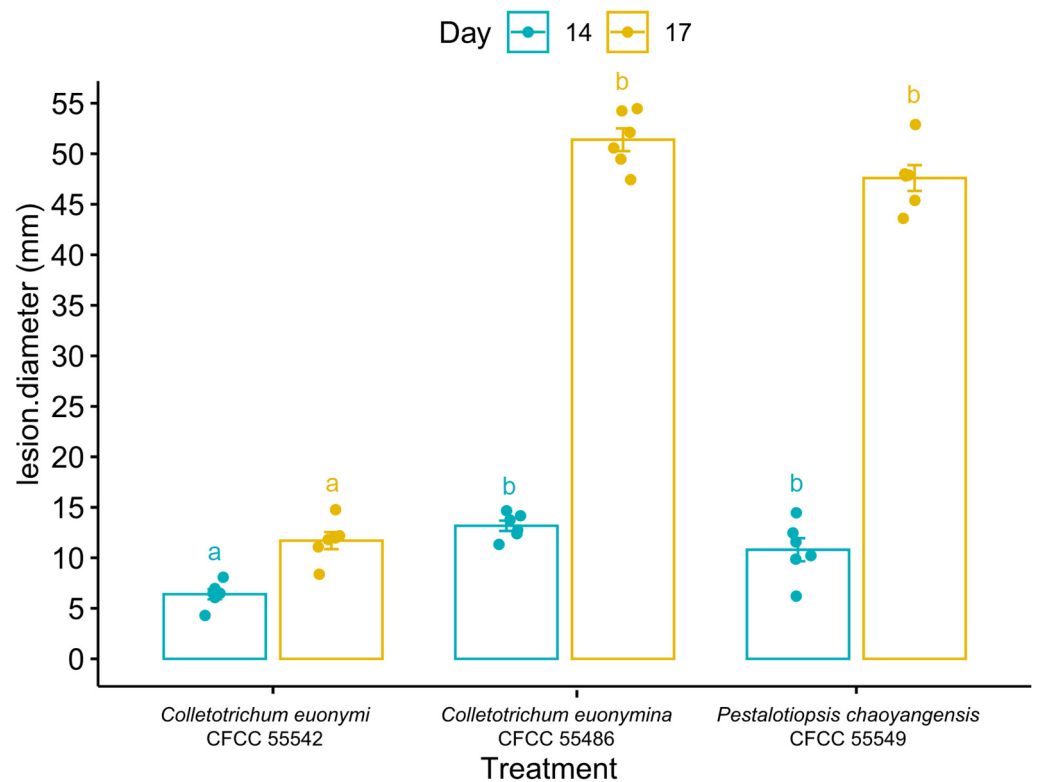 Day 14 17
lesion.diameter (mm)
55
50
45
40
35
30
25
20
15
10
5
0
a
a
b
b
b
b
Colletotrichum euonymi
CFCC 55542
Colletotrichum euonymina
CFCC 55486
Pestalotiopsis chaoyangensis
CFCC 55549
Treatment